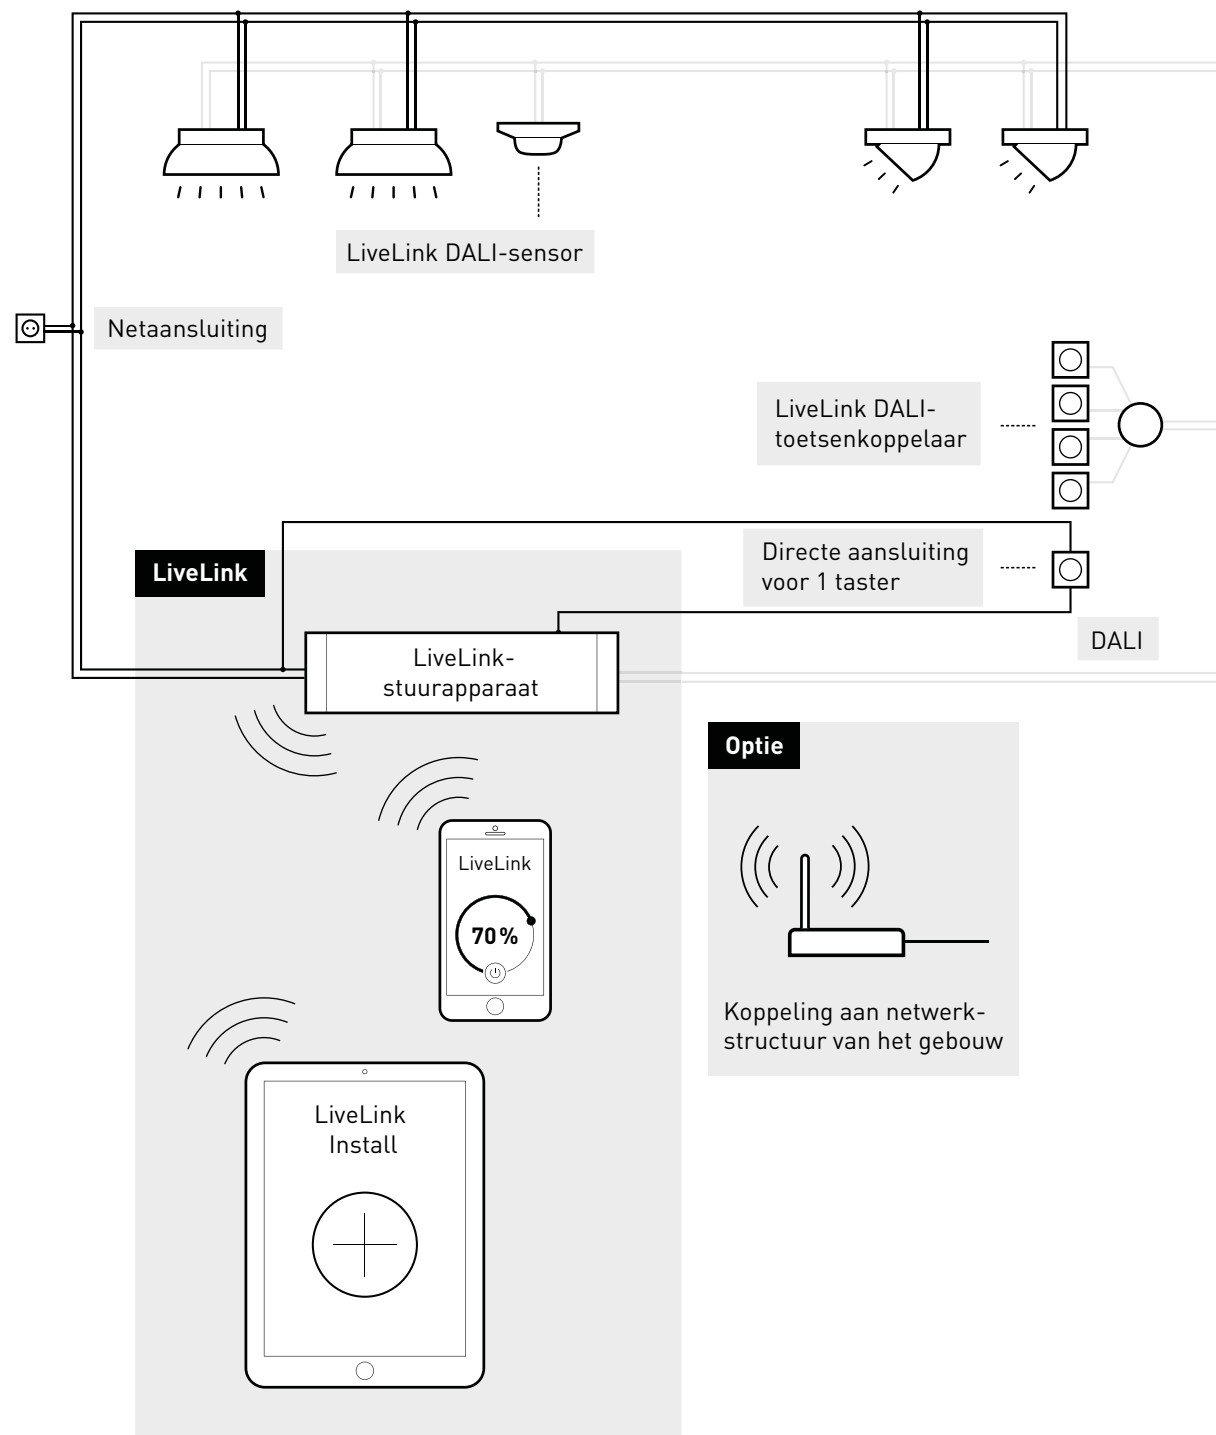 LiveLink DALI-sensor
Netaansluiting
LiveLink DALI-
toetsenkoppelaar
Directe aansluiting
voor 1 taster
LiveLink
DALI
LiveLink-
stuurapparaat
Optie
LiveLink
70%
Koppeling aan netwerk-
structuur van het gebouw
LiveLink
Install